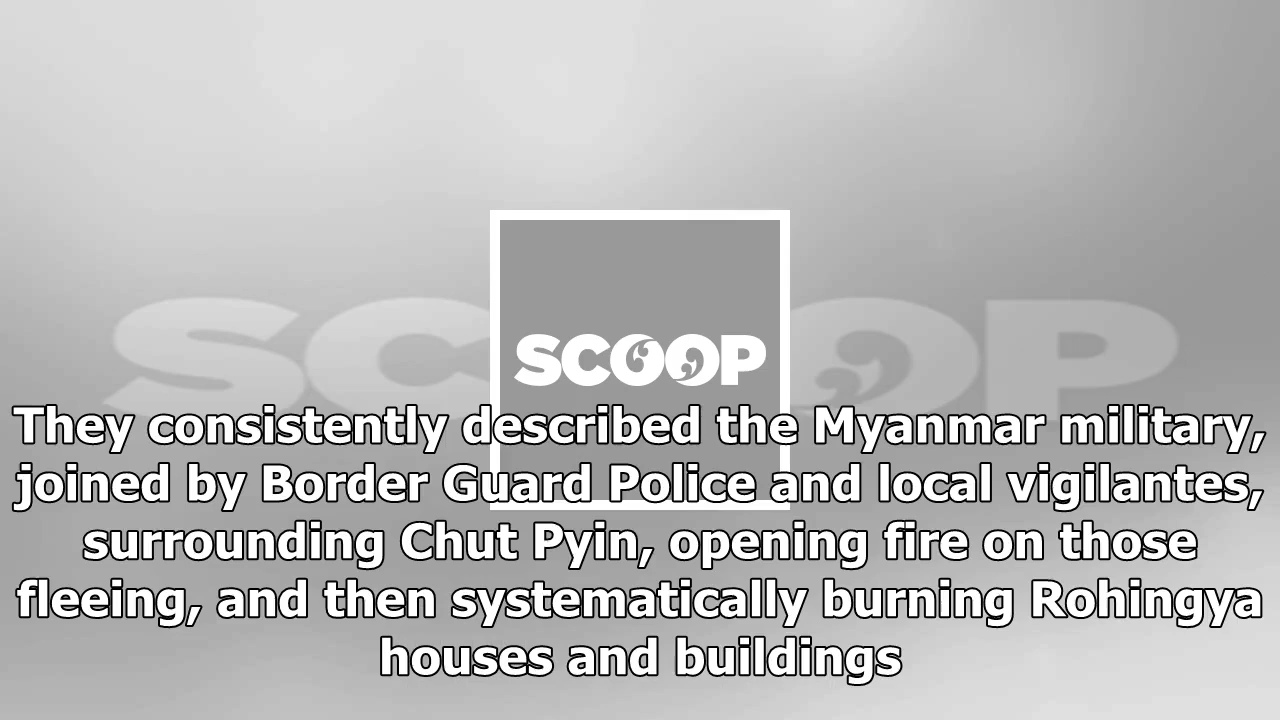 SCOOP
SCOOP
They consistently described the Myanmar military,
joined by Border Guard Police and local vigilantes,
surrounding Chut Pyin, opening fire on those
fleeing, and then systematically burning Rohingya
houses and buildings